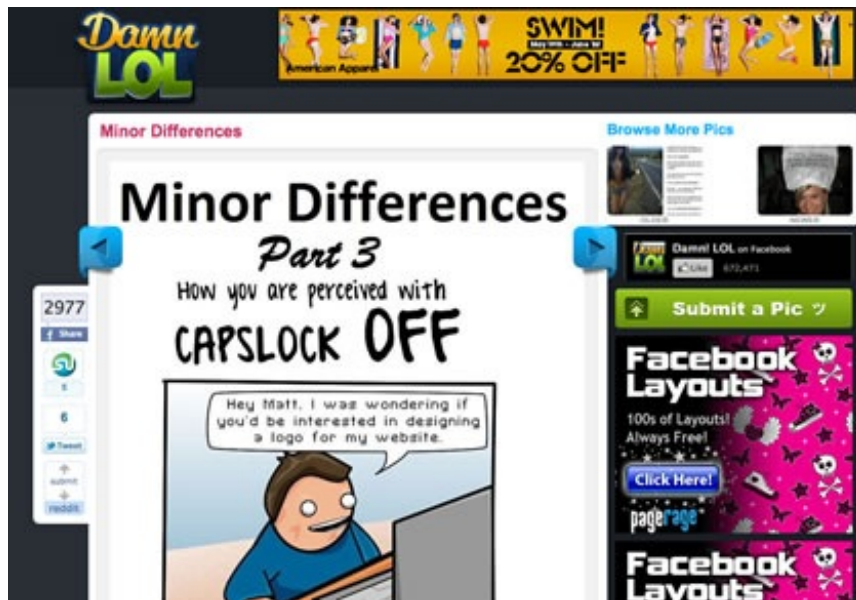 Damn
LOL
American Apparel
SWIM!
20% OFF
Minor Differences
Browse More Pics
Minor Differences
Part 3
How you are perceived with
CAPSLOCK OFF
Hey Matt, I was wondering if
you'd be interested in designing
a logo for my website.
2977
Share
6
Tweet
submit
reddit
Damn! LOL on Facebook
Like 672,471
Submit a Pic ツ
Facebook
Layouts
100s of Layouts!
Always Free!
Click Here!
pagerage
Facebook
Layouts